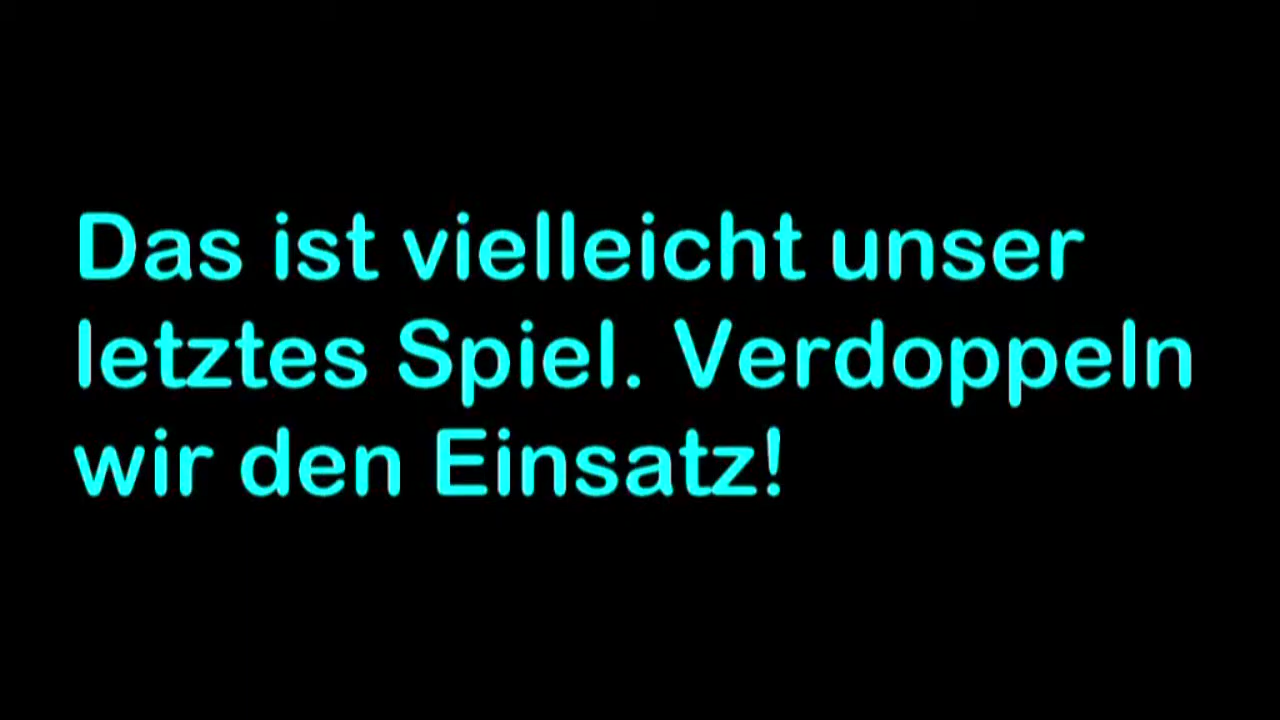 Das ist vielleicht unser
letztes Spiel. Verdoppeln
wir den Einsatz!